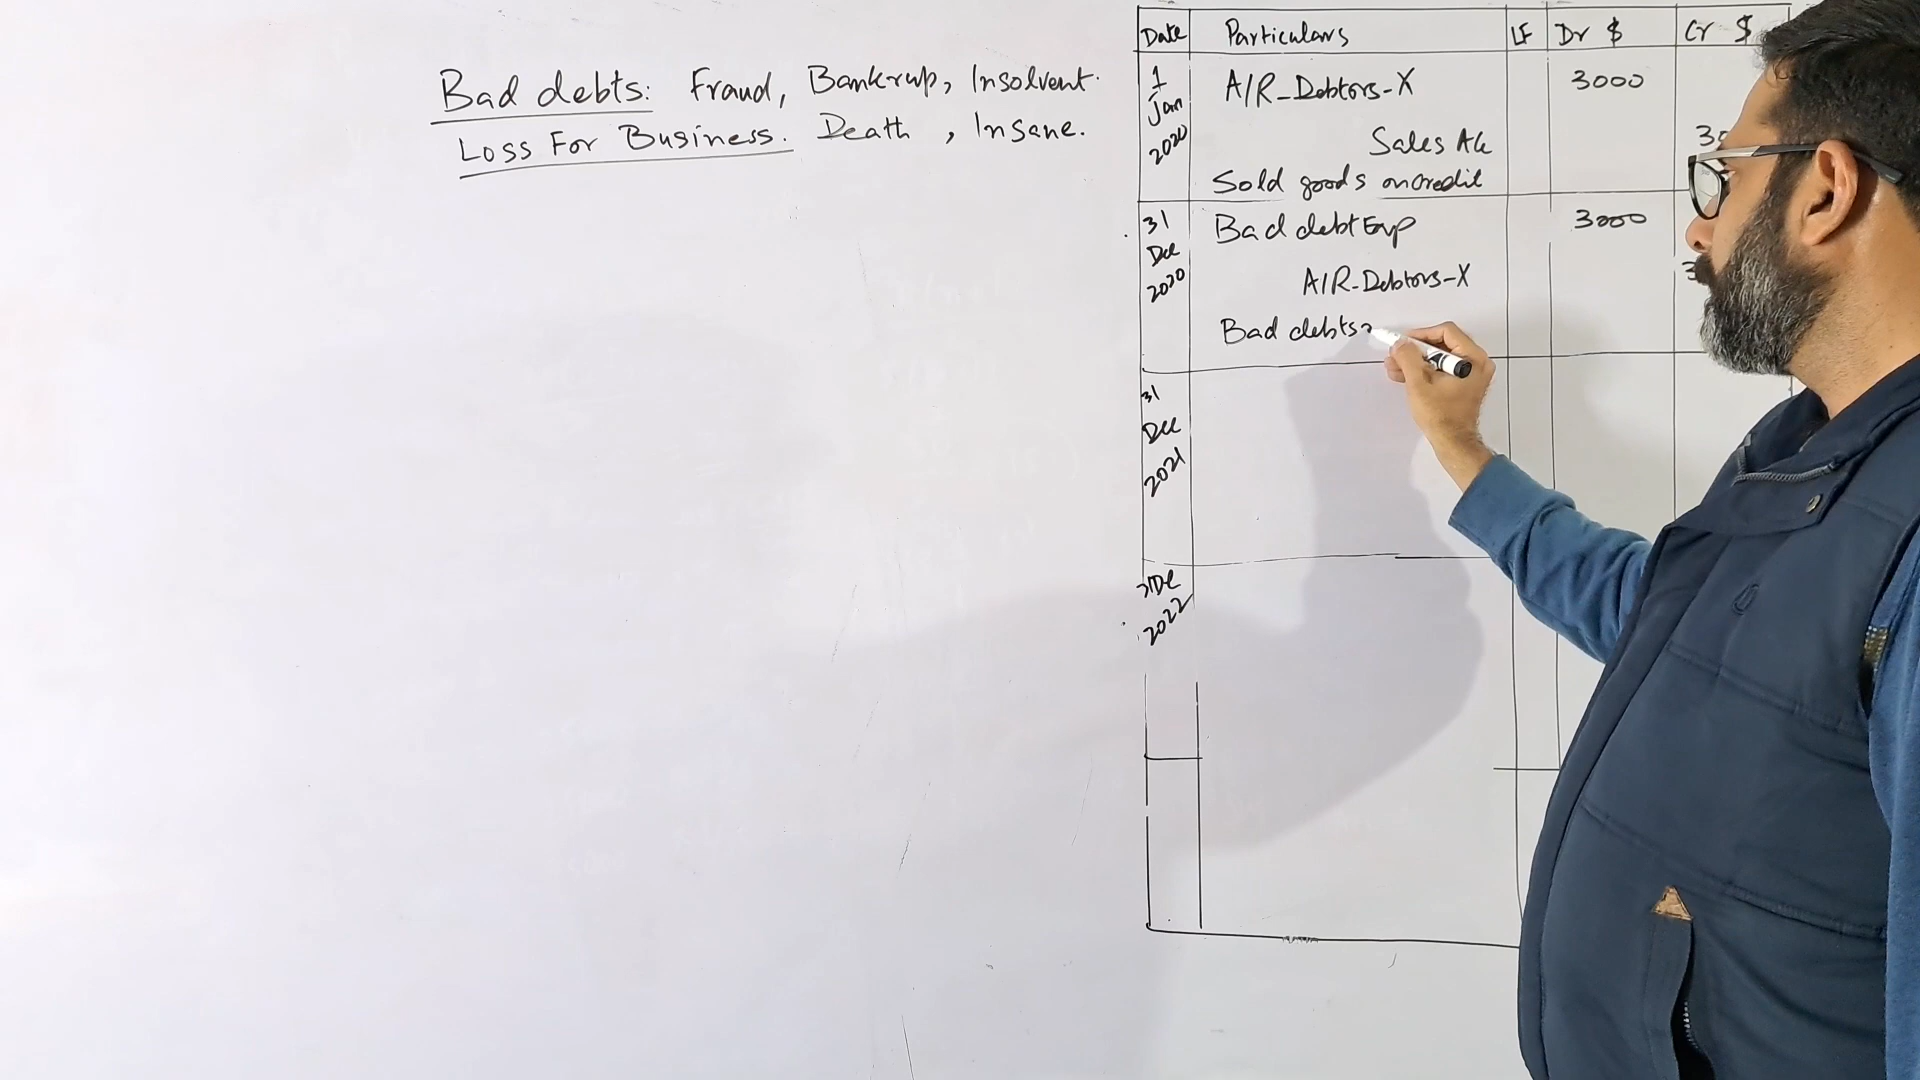 Bad debts: Fraud, Bankrup, Insolvent.
Loss For Business. Death, Insane.
Date Particulars LF Dr $ Cr $
1 Jan 2020 A/R_Debtors-X 3000
Sales A/c
Sold goods on credit
31 Dec 2020 Bad debt Exp 3000
A/R-Debtors-X
Bad debts
31 Dec 2021
31 De 2022